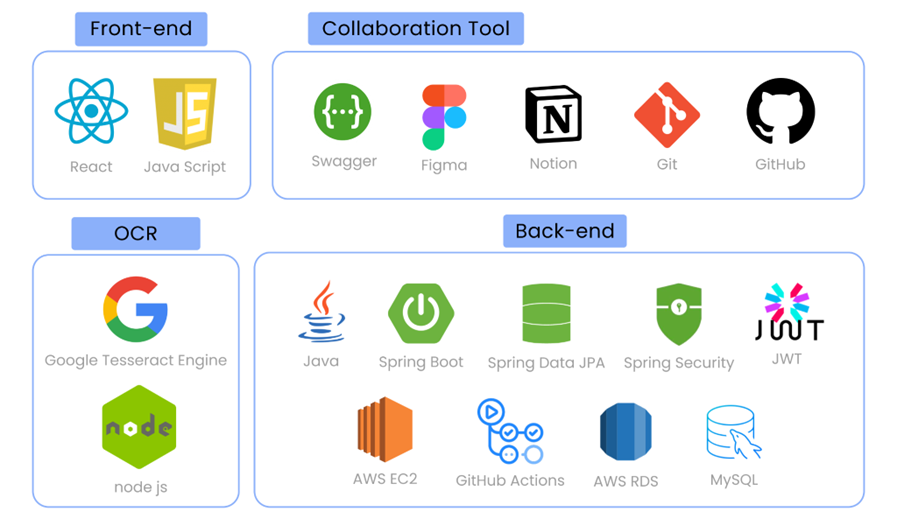 Front-end
Collaboration Tool
JS
N
React
Java Script
Swagger
Figma
Notion
Git
GitHub
OCR
Back-end
G
JWT
Google Tesseract Engine
Java
Spring Boot
Spring Data JPA
Spring Security
JWT
node
node js
AWS EC2
GitHub Actions
AWS RDS
MySQL